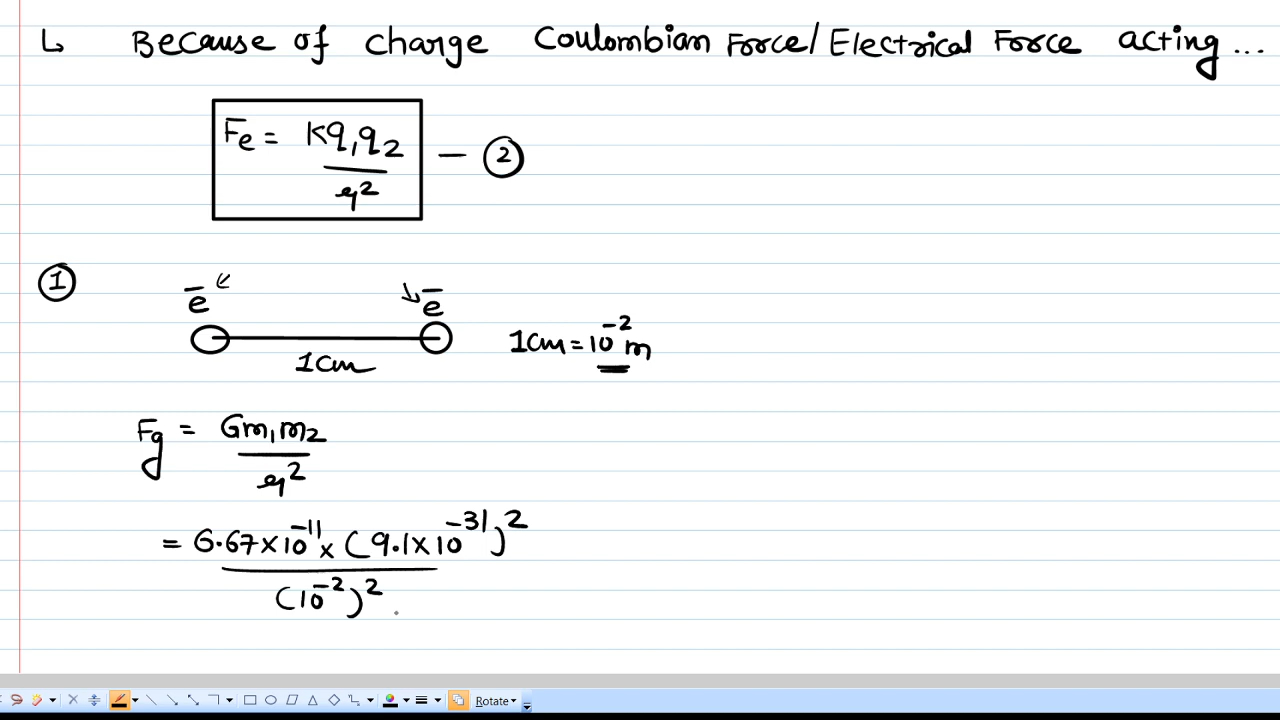 ↳ Because of charge Coulombian Force/Electrical Force acting...
Fe = Kq₁q₂ / r² — ②
① e⁻ e⁻
1cm
1cm = 10⁻² m
Fg = Gm₁m₂ / r²
= 6.67×10⁻¹¹ × (9.1×10⁻³¹)² / (10⁻²)²
Rotate